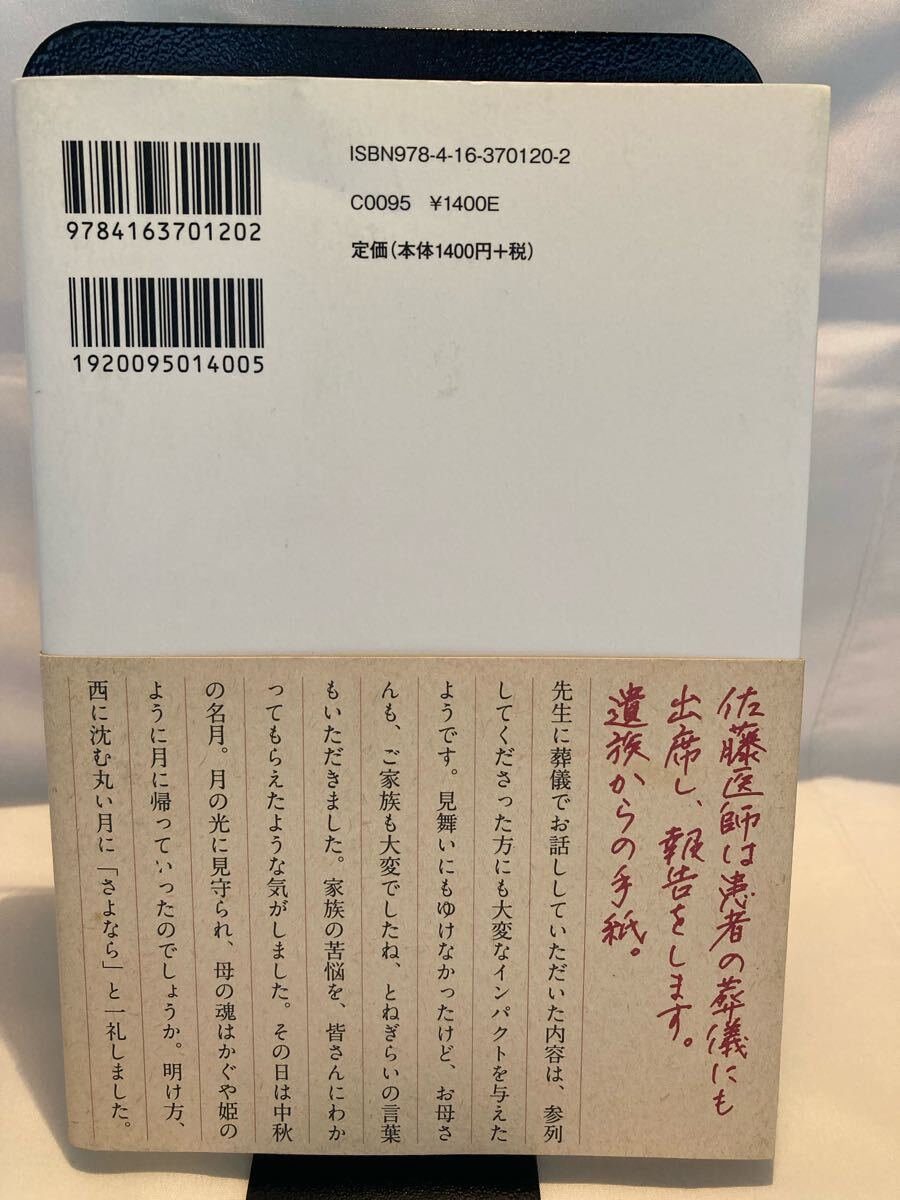 ISBN978-4-16-370120-2
C0095 ¥1400E
定価(本体1400円+税)
9784163701202
1920095014005
佐藤医師は患者の葬儀にも
出席し、報告をします。
遺族からの手紙。
先生に葬儀でお話ししていただいた内容は、参列
してくださった方にも大変なインパクトを与えた
ようです。見舞いにもゆけなかったけど、お母さ
んも、ご家族も大変でしたね、とねぎらいの言葉
もいただきました。家族の苦悩を、皆さんにわか
ってもらえたような気がしました。その日は中秋
の名月。月の光に見守られ、母の魂はかぐや姫の
ように月に帰っていったのでしょうか。明け方、
西に沈む丸い月に「さよなら」と一礼しました。